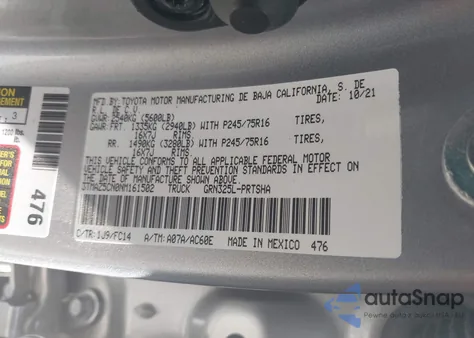 MFD.BY: TOYOTA MOTOR MANUFACTURING DE BAJA CALIFORNIA, S. DE
R.L. DE C.V. DATE: 10/21
GVWR: 2540KG (5600LB)
GAWR: FRT. 1335KG (2940LB) WITH P245/75R16 TIRES,
16X7J RIMS.
RR. 1490KG (3280LB) WITH P245/75R16 TIRES,
16X7J RIMS.
THIS VEHICLE CONFORMS TO ALL APPLICABLE FEDERAL MOTOR
VEHICLE SAFETY AND THEFT PREVENTION STANDARDS IN EFFECT ON
THE DATE OF MANUFACTURE SHOWN ABOVE.
3TMAZ5CN0NM161502 TRUCK GRN325L-PRTSHA
C/TR: 1J9/FC14 A/TM: A07A/AC60E MADE IN MEXICO 476
476
autoSnap